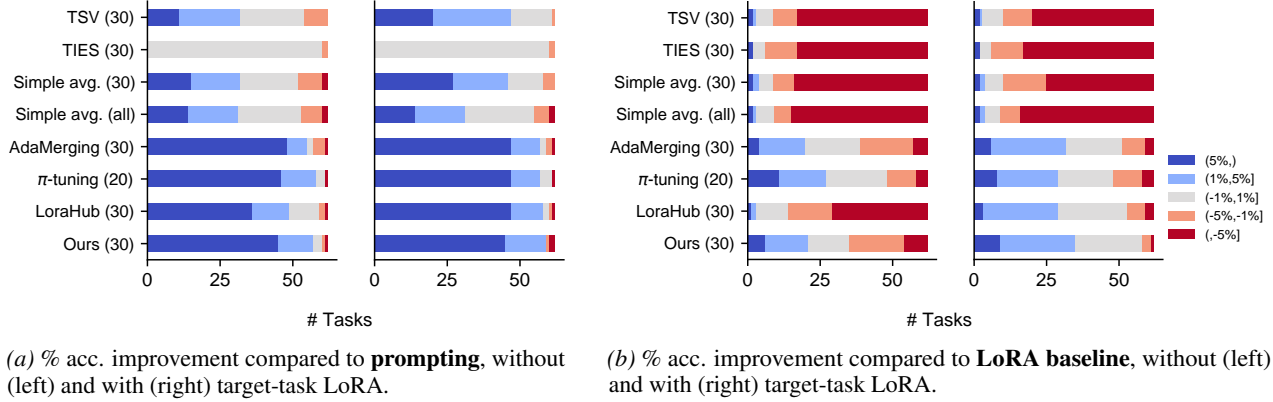 TSV (30)
TIES (30)
Simple avg. (30)
Simple avg. (all)
AdaMerging (30)
π-tuning (20)
LoraHub (30)
Ours (30)
0 25 50
0 25 50
# Tasks
(a) % acc. improvement compared to prompting, without
(left) and with (right) target-task LoRA.
TSV (30)
TIES (30)
Simple avg. (30)
Simple avg. (all)
AdaMerging (30)
π-tuning (20)
LoraHub (30)
Ours (30)
0 25 50
0 25 50
# Tasks
(5%,)
(1%,5%]
(-1%,1%]
(-5%,-1%]
(,-5%]
(b) % acc. improvement compared to LoRA baseline, without (left)
and with (right) target-task LoRA.